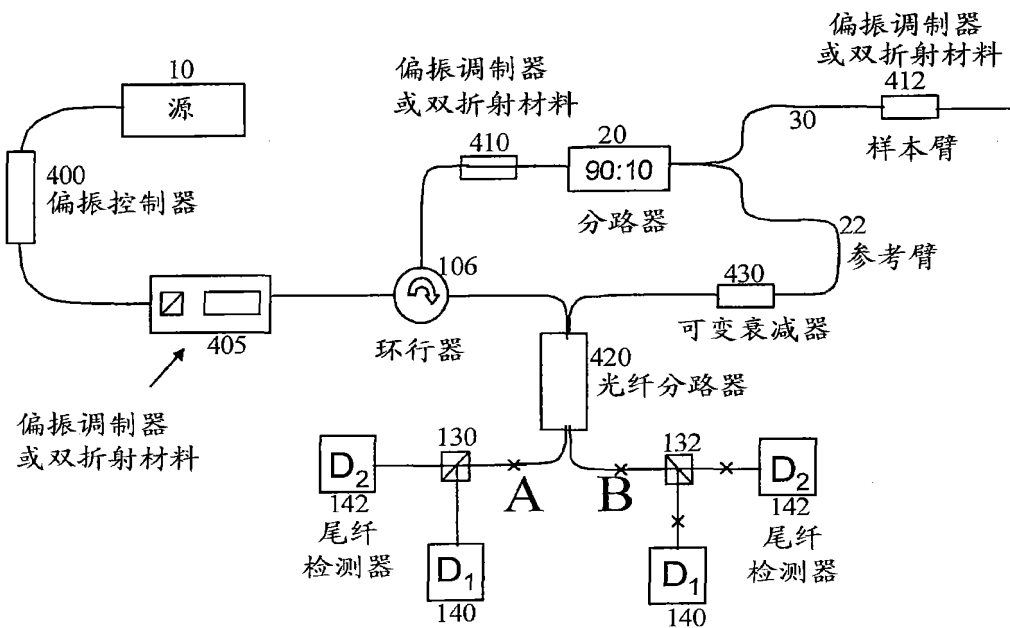 偏振调制器
或双折射材料
412
30
样本臂
偏振调制器
或双折射材料
410
20
90:10
分路器
10
源
400
偏振控制器
22
参考臂
106
环行器
430
可变衰减器
405
偏振调制器
或双折射材料
420
光纤分路器
130
132
D2
142
尾纤
检测器
A
B
D2
142
尾纤
检测器
D1
140
D1
140